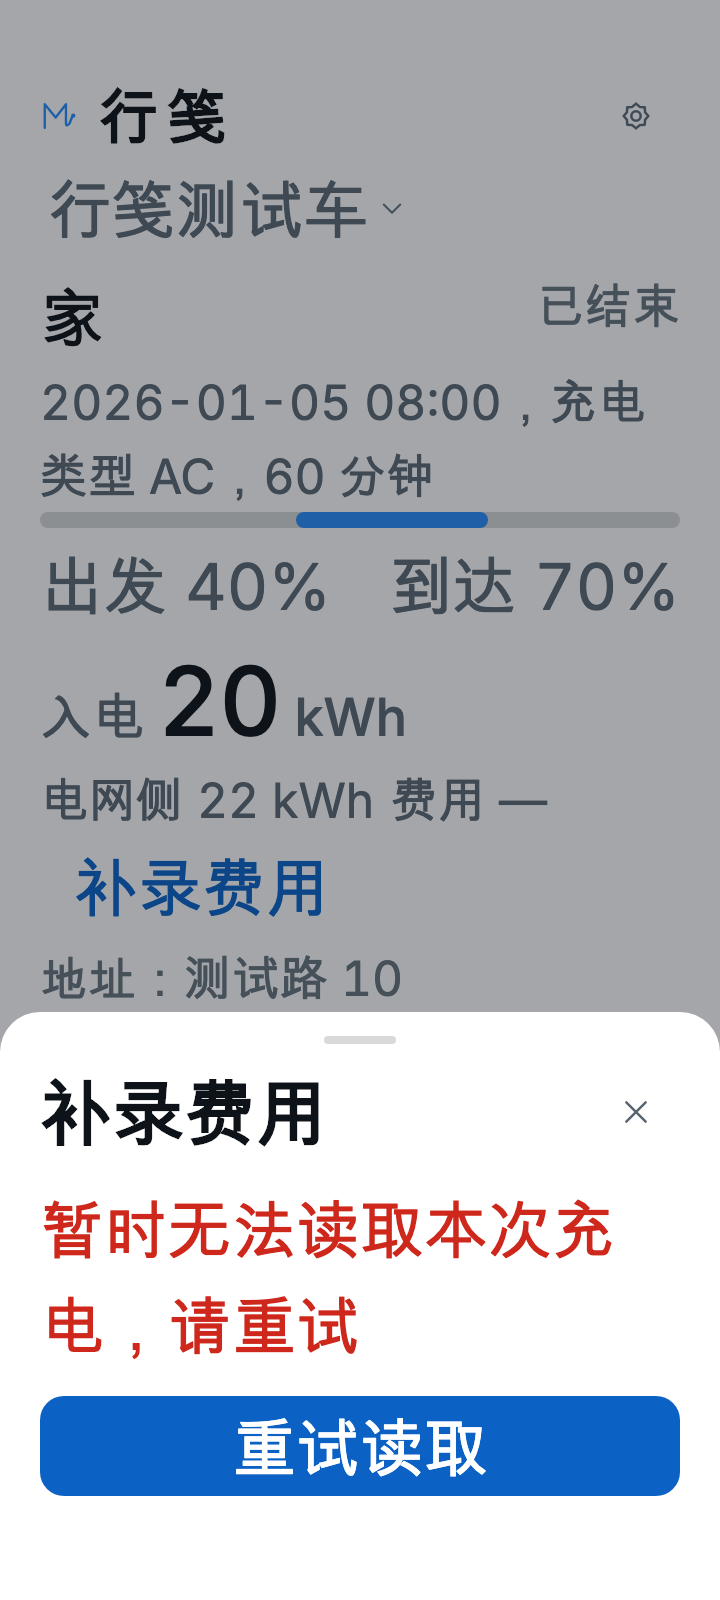 行笺
行笺测试车
家 已结束
2026-01-05 08:00，充电
类型 AC，60 分钟
出发 40% 到达 70%
入电 20 kWh
电网侧 22 kWh 费用 —
补录费用
地址：测试路 10
补录费用
暂时无法读取本次充
电，请重试
重试读取